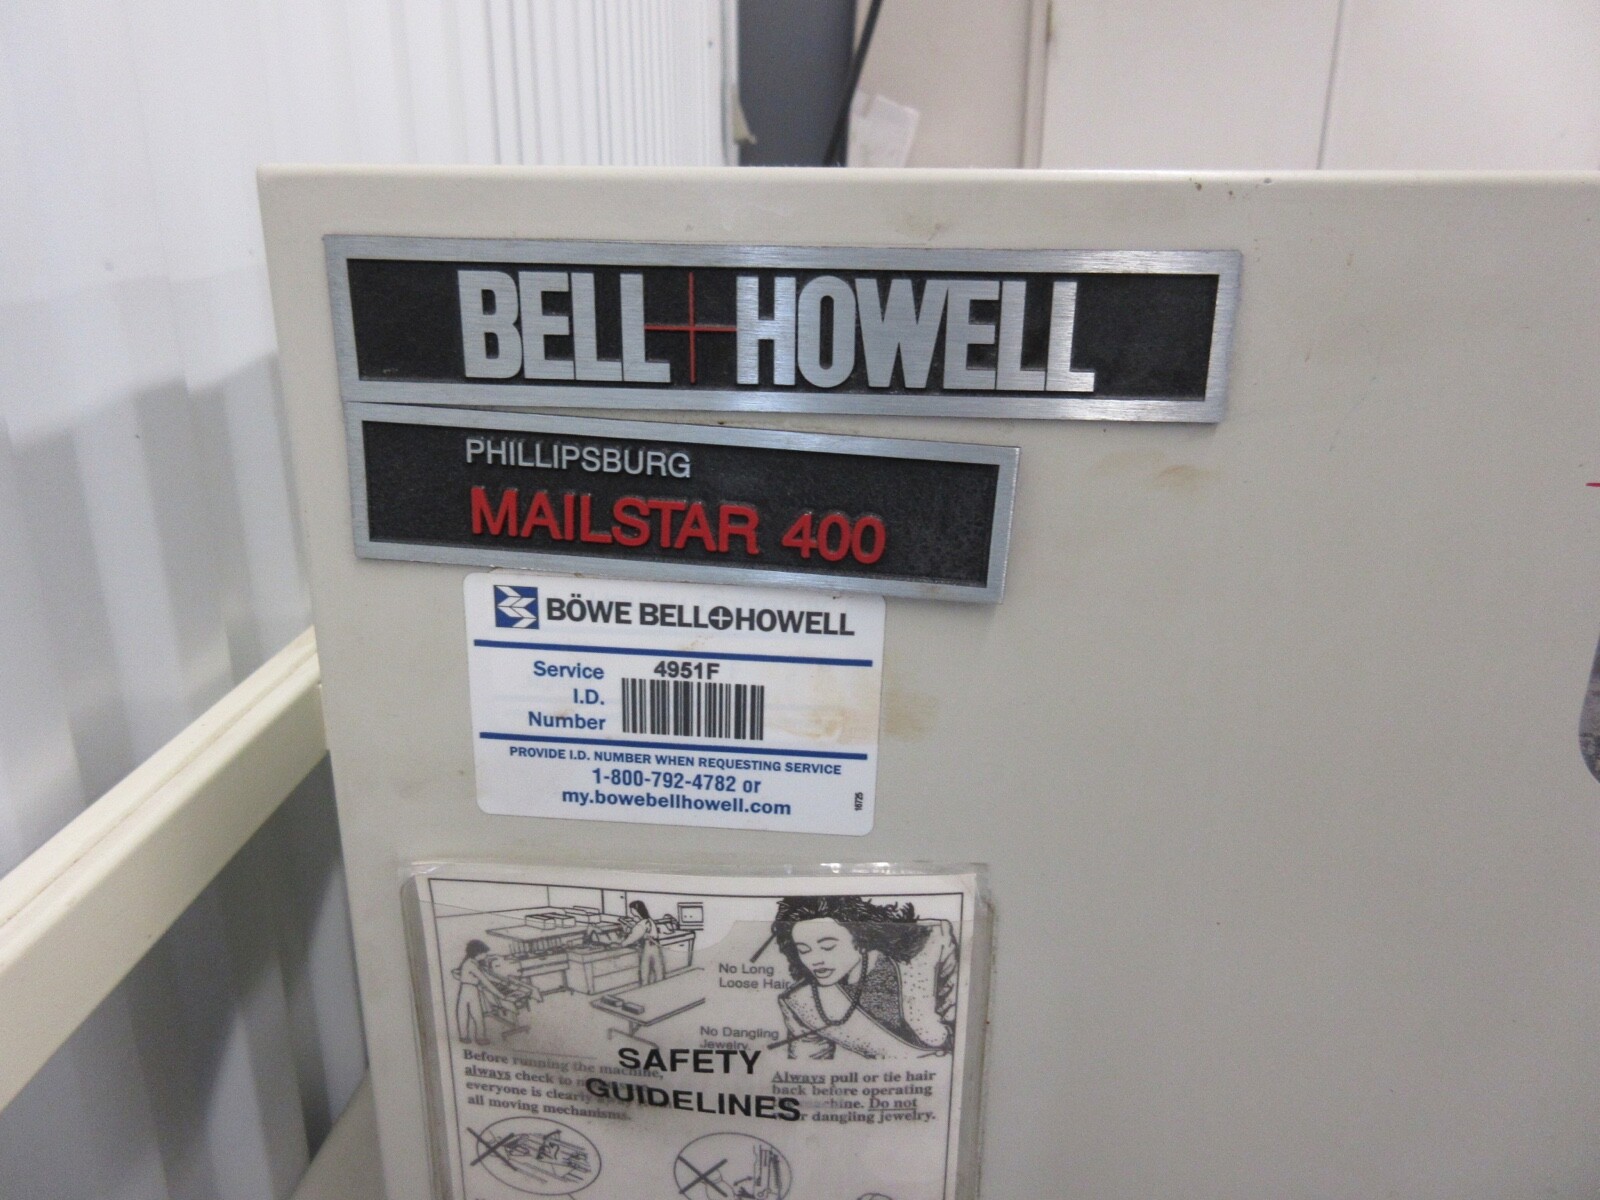 BELL+HOWELL
PHILLIPSBURG
MAILSTAR 400
BÖWE BELL+HOWELL
Service
I.D.
Number
4951F
PROVIDE I.D. NUMBER WHEN REQUESTING SERVICE
1-800-792-4782 or
my.bowebellhowell.com
16725
No Long
Loose Hair
No Dangling
Jewelry.
SAFETY
GUIDELINES
Before running the machine,
always check to
everyone is clearly
all moving mechanisms.
Always pull or tie hair
back before operating
machine. Do not
dangling jewelry.